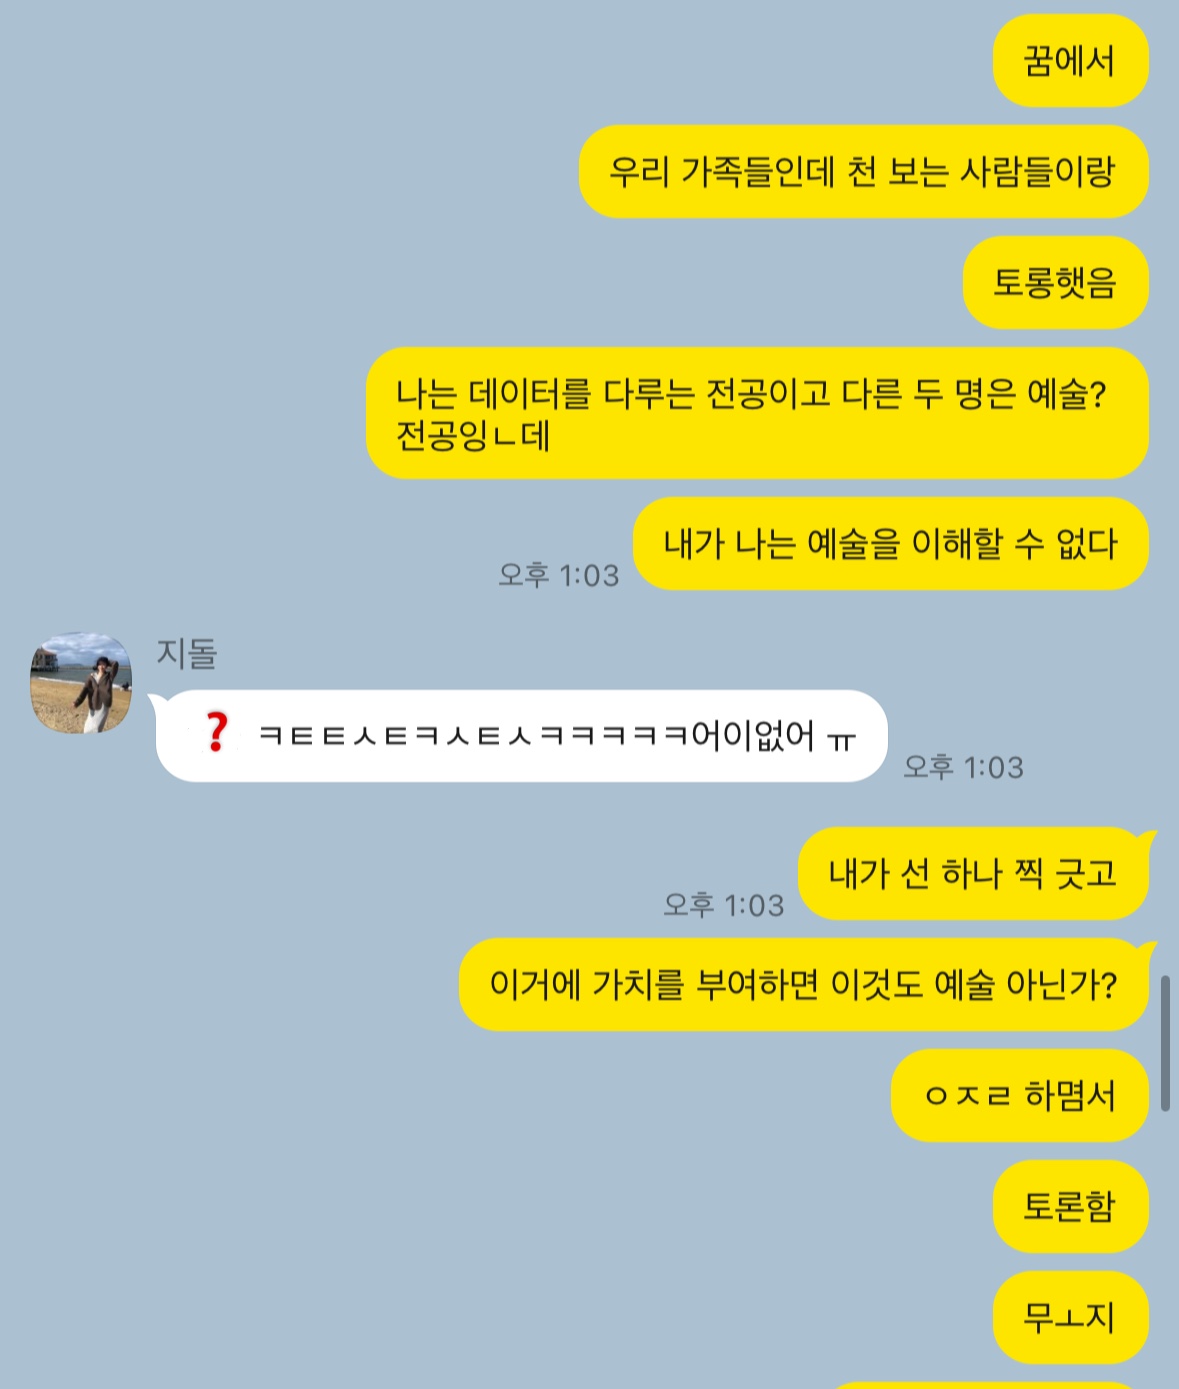 꿈에서
우리 가족들인데 천 보는 사람들이랑
토롱햇음
나는 데이터를 다루는 전공이고 다른 두 명은 예술?
전공잉ㄴ데
내가 나는 예술을 이해할 수 없다
오후 1:03
지돌
❓ ㅋㅌㅌㅅㅌㅋㅅㅌㅅㅋㅋㅋㅋㅋ어이없어 ㅠ
오후 1:03
내가 선 하나 찍 긋고
오후 1:03
이거에 가치를 부여하면 이것도 예술 아닌가?
ㅇㅈㄹ 하몀서
토론함
무ㅗ지